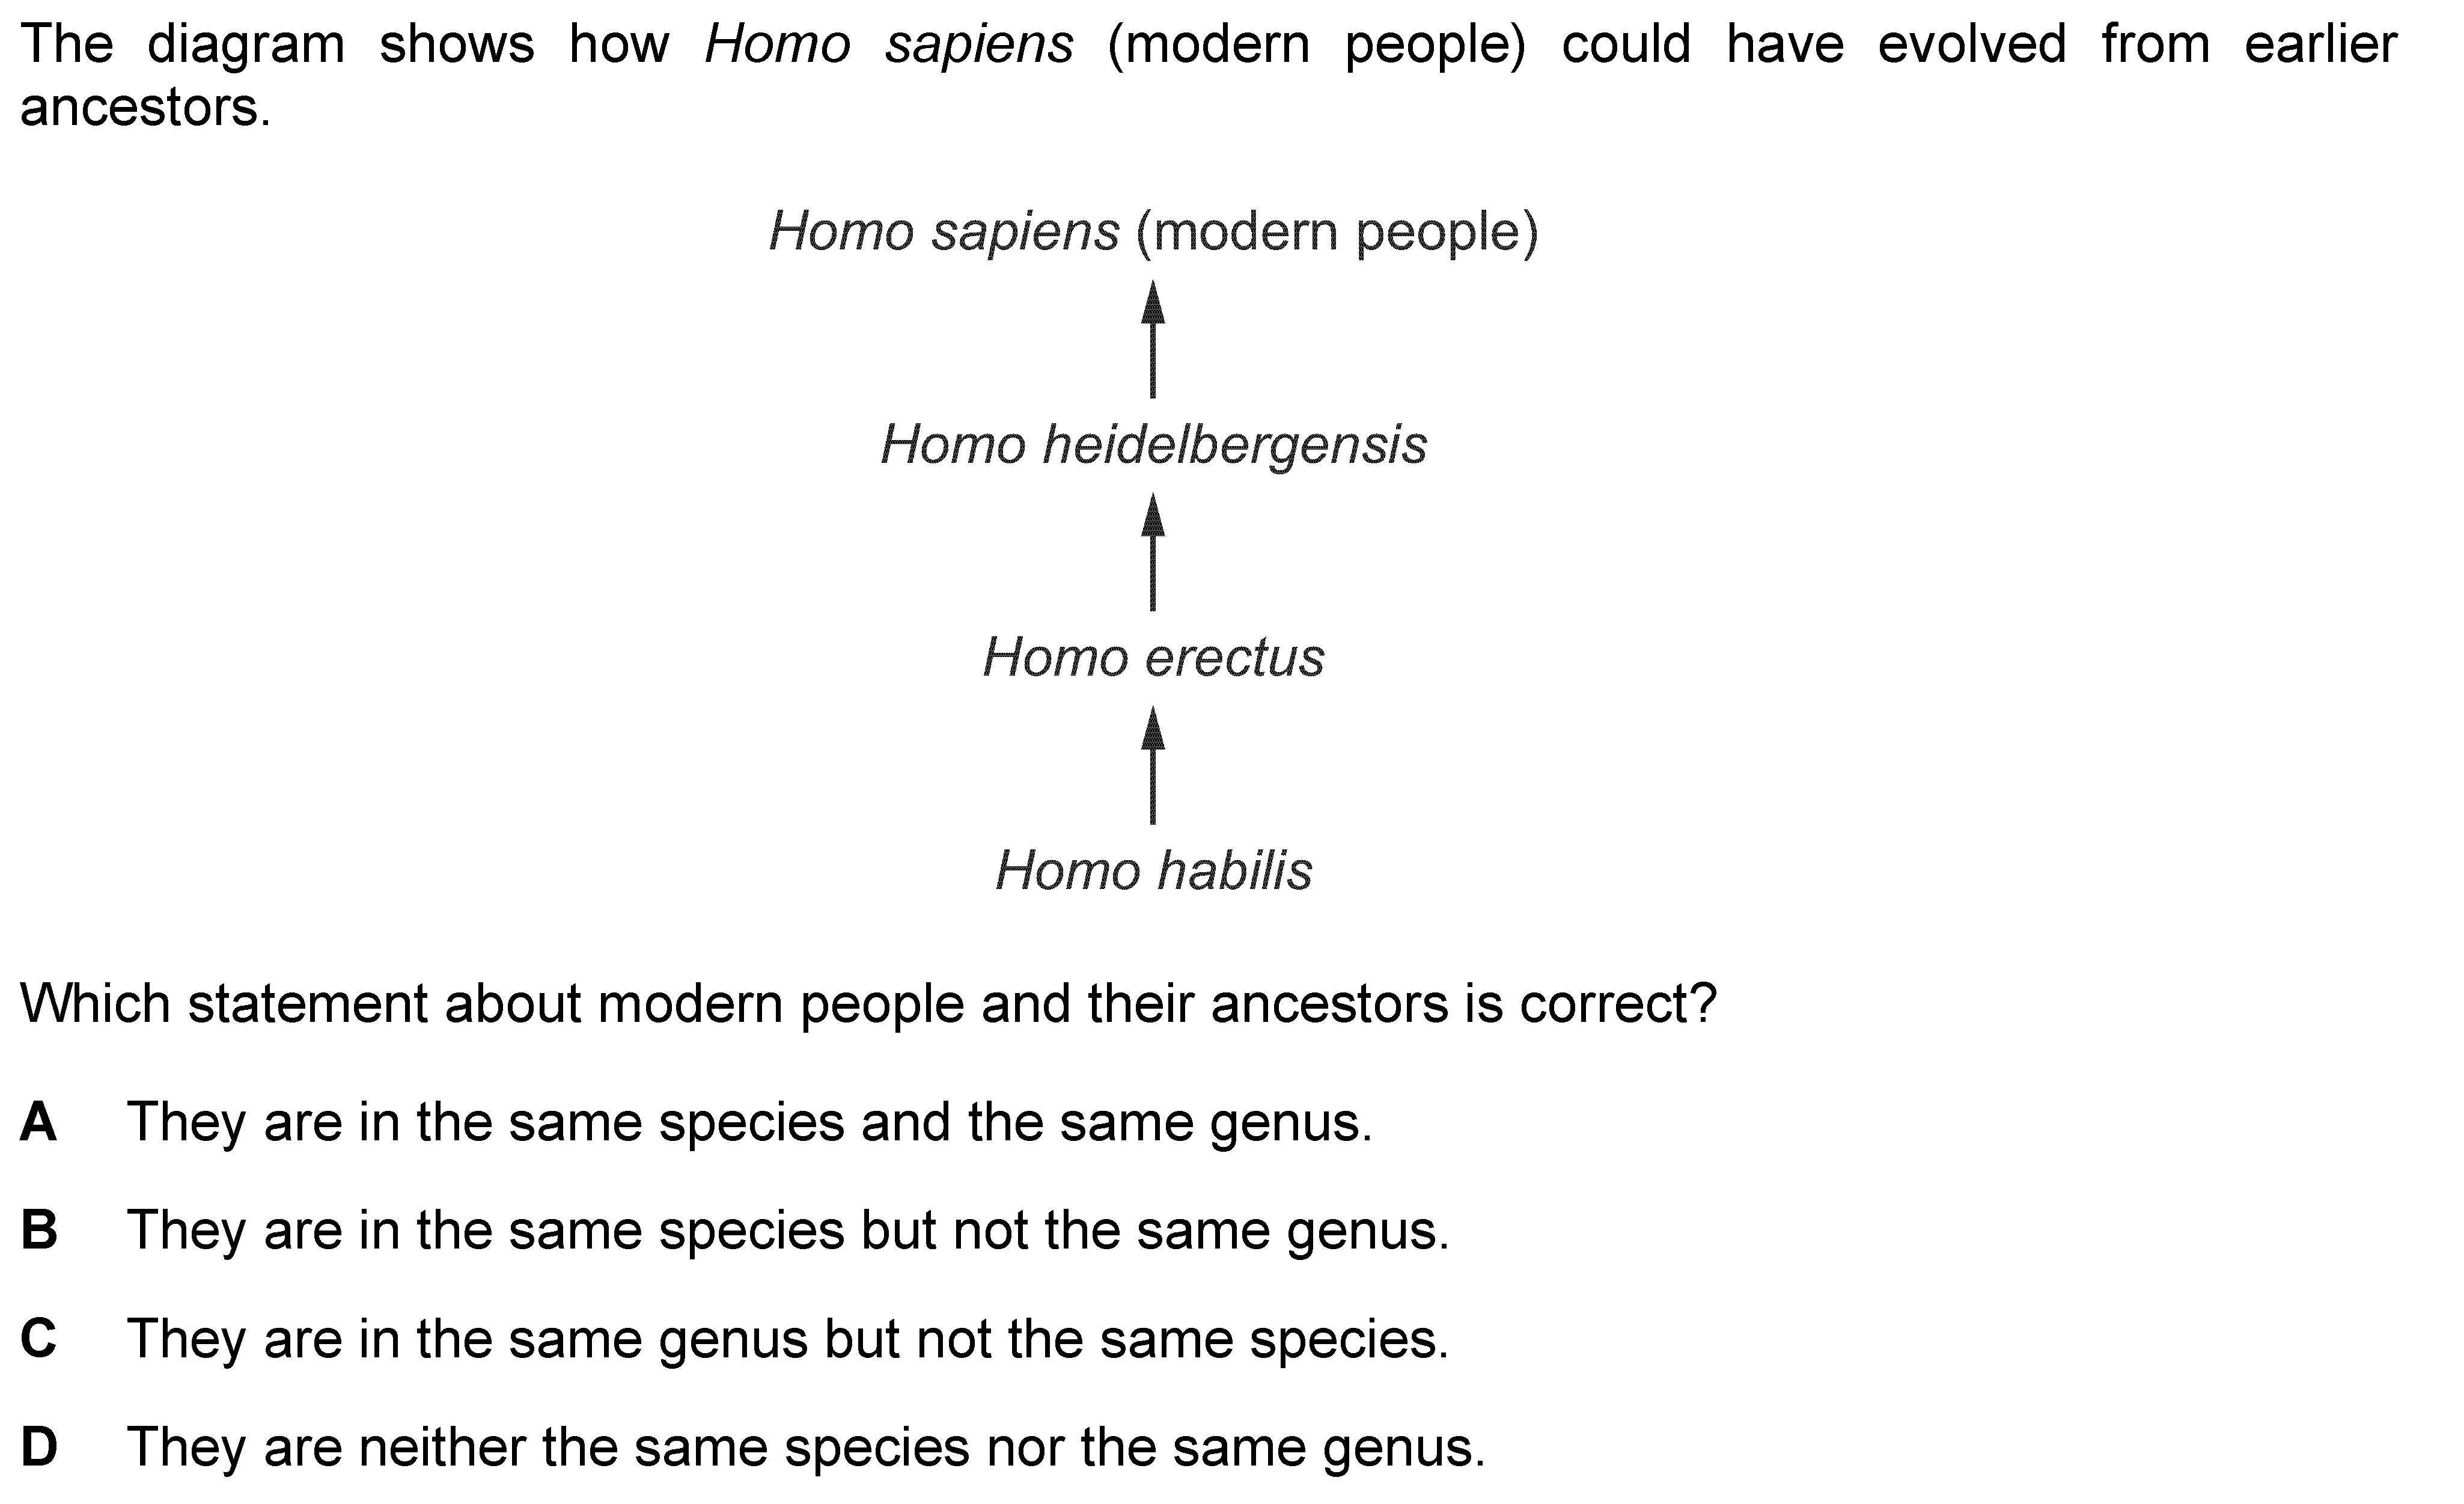 The diagram shows how Homo sapiens (modern people) could have evolved from earlier
ancestors.
Homo sapiens (modern people)
Homo heidelbergensis
Homo erectus
Homo habilis
Which statement about modern people and their ancestors is correct?
A They are in the same species and the same genus.
B They are in the same species but not the same genus.
C They are in the same genus but not the same species.
D They are neither the same species nor the same genus.